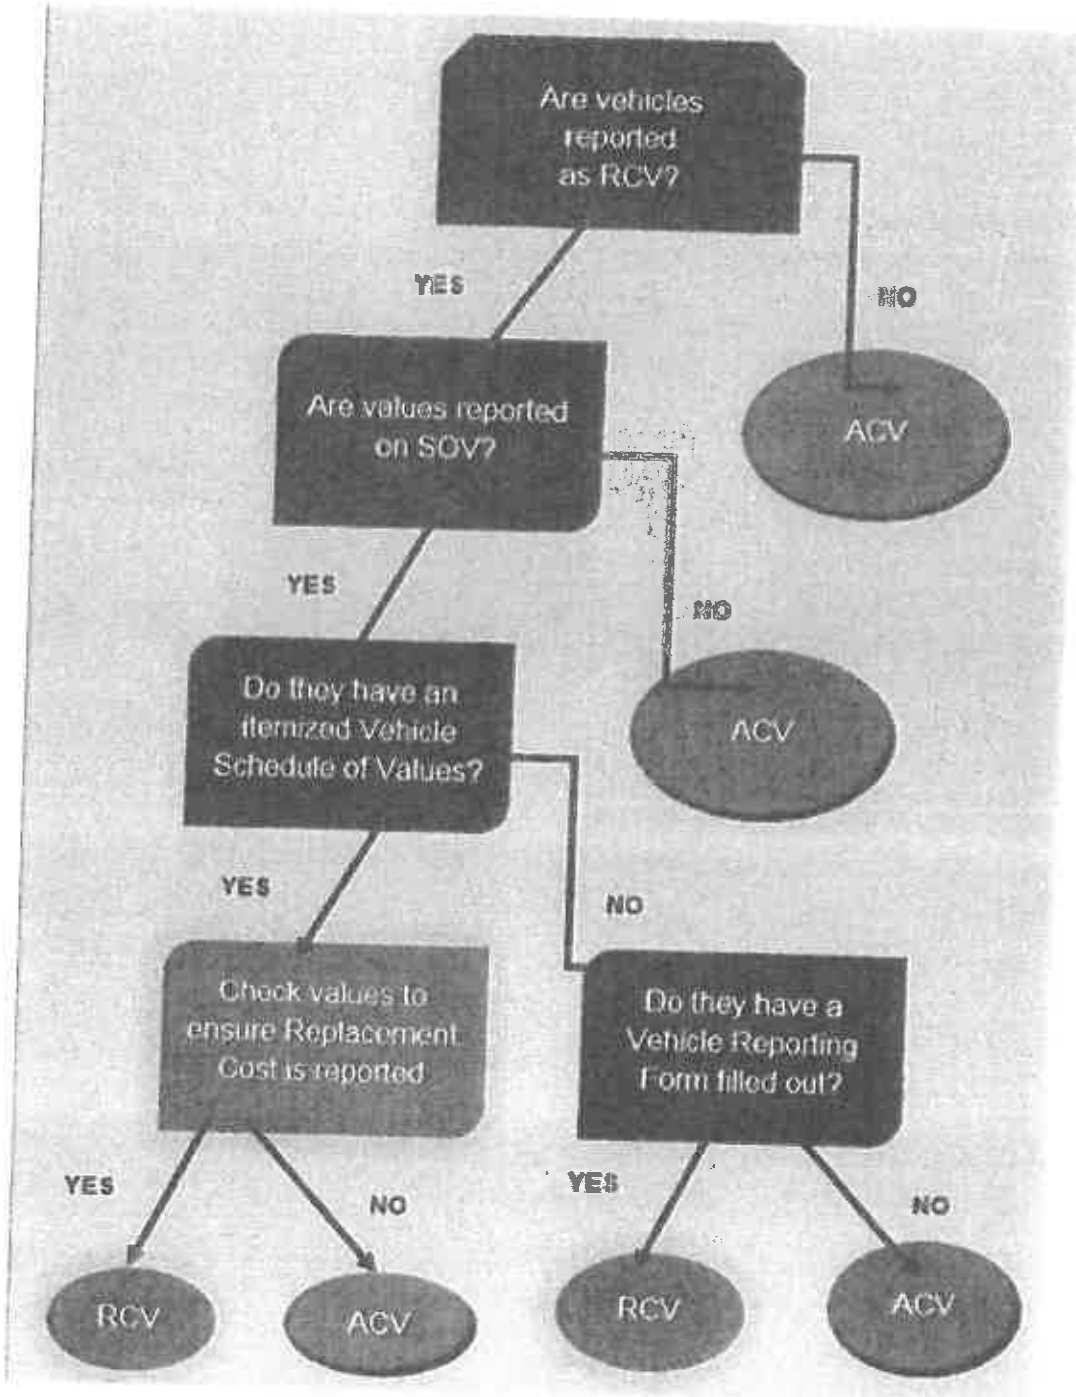 Are vehicles
reported
as RCV?
YES
NO
Are values reported
on SOV?
ACV
YES
NO
Do they have an
itemized Vehicle
Schedule of Values?
ACV
YES
NO
Check values to
ensure Replacement
Cost is reported
Do they have a
Vehicle Reporting
Form filled out?
YES
NO
YES
NO
RCV
ACV
RCV
ACV